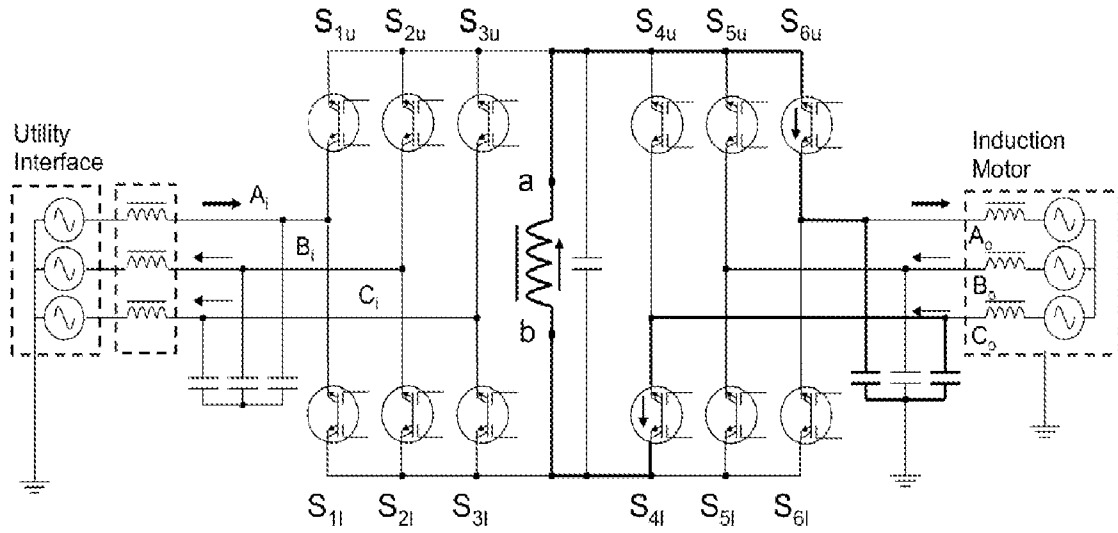 S1u S2u S3u S4u S5u S6u
Utility
Interface
Induction
Motor
a
Ai
Bi
Ci
Ao
Bo
Co
b
S1l S2l S3l S4l S5l S6l